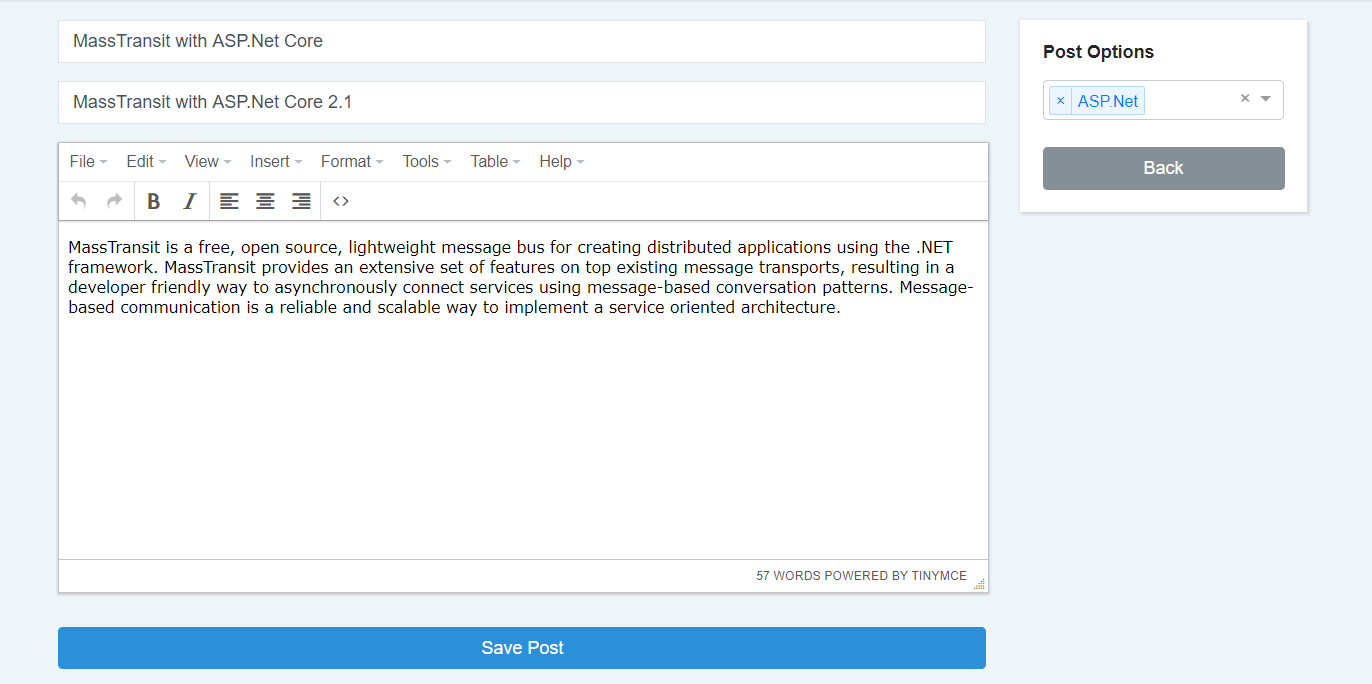 MassTransit with ASP.Net Core
MassTransit with ASP.Net Core 2.1
File Edit View Insert Format Tools Table Help
B I <>
MassTransit is a free, open source, lightweight message bus for creating distributed applications using the .NET
framework. MassTransit provides an extensive set of features on top existing message transports, resulting in a
developer friendly way to asynchronously connect services using message-based conversation patterns. Message-
based communication is a reliable and scalable way to implement a service oriented architecture.
57 WORDS POWERED BY TINYMCE
Save Post
Post Options
× ASP.Net ×
Back